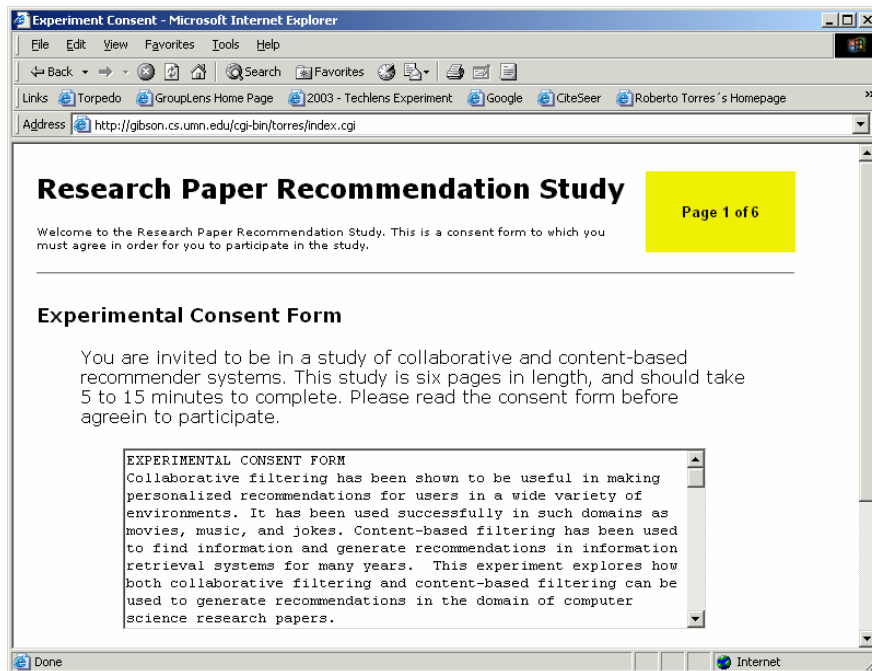 Experiment Consent - Microsoft Internet Explorer
File Edit View Favorites Tools Help
Back Search Favorites
Links Torpedo GroupLens Home Page 2003 - Techlens Experiment Google CiteSeer Roberto Torres´s Homepage »
Address http://gibson.cs.umn.edu/cgi-bin/torres/index.cgi
Research Paper Recommendation Study
Page 1 of 6
Welcome to the Research Paper Recommendation Study. This is a consent form to which you
must agree in order for you to participate in the study.
Experimental Consent Form
You are invited to be in a study of collaborative and content-based
recommender systems. This study is six pages in length, and should take
5 to 15 minutes to complete. Please read the consent form before
agreein to participate.
EXPERIMENTAL CONSENT FORM
Collaborative filtering has been shown to be useful in making
personalized recommendations for users in a wide variety of
environments. It has been used successfully in such domains as
movies, music, and jokes. Content-based filtering has been used
to find information and generate recommendations in information
retrieval systems for many years.  This experiment explores how
both collaborative filtering and content-based filtering can be
used to generate recommendations in the domain of computer
science research papers.
Done Internet